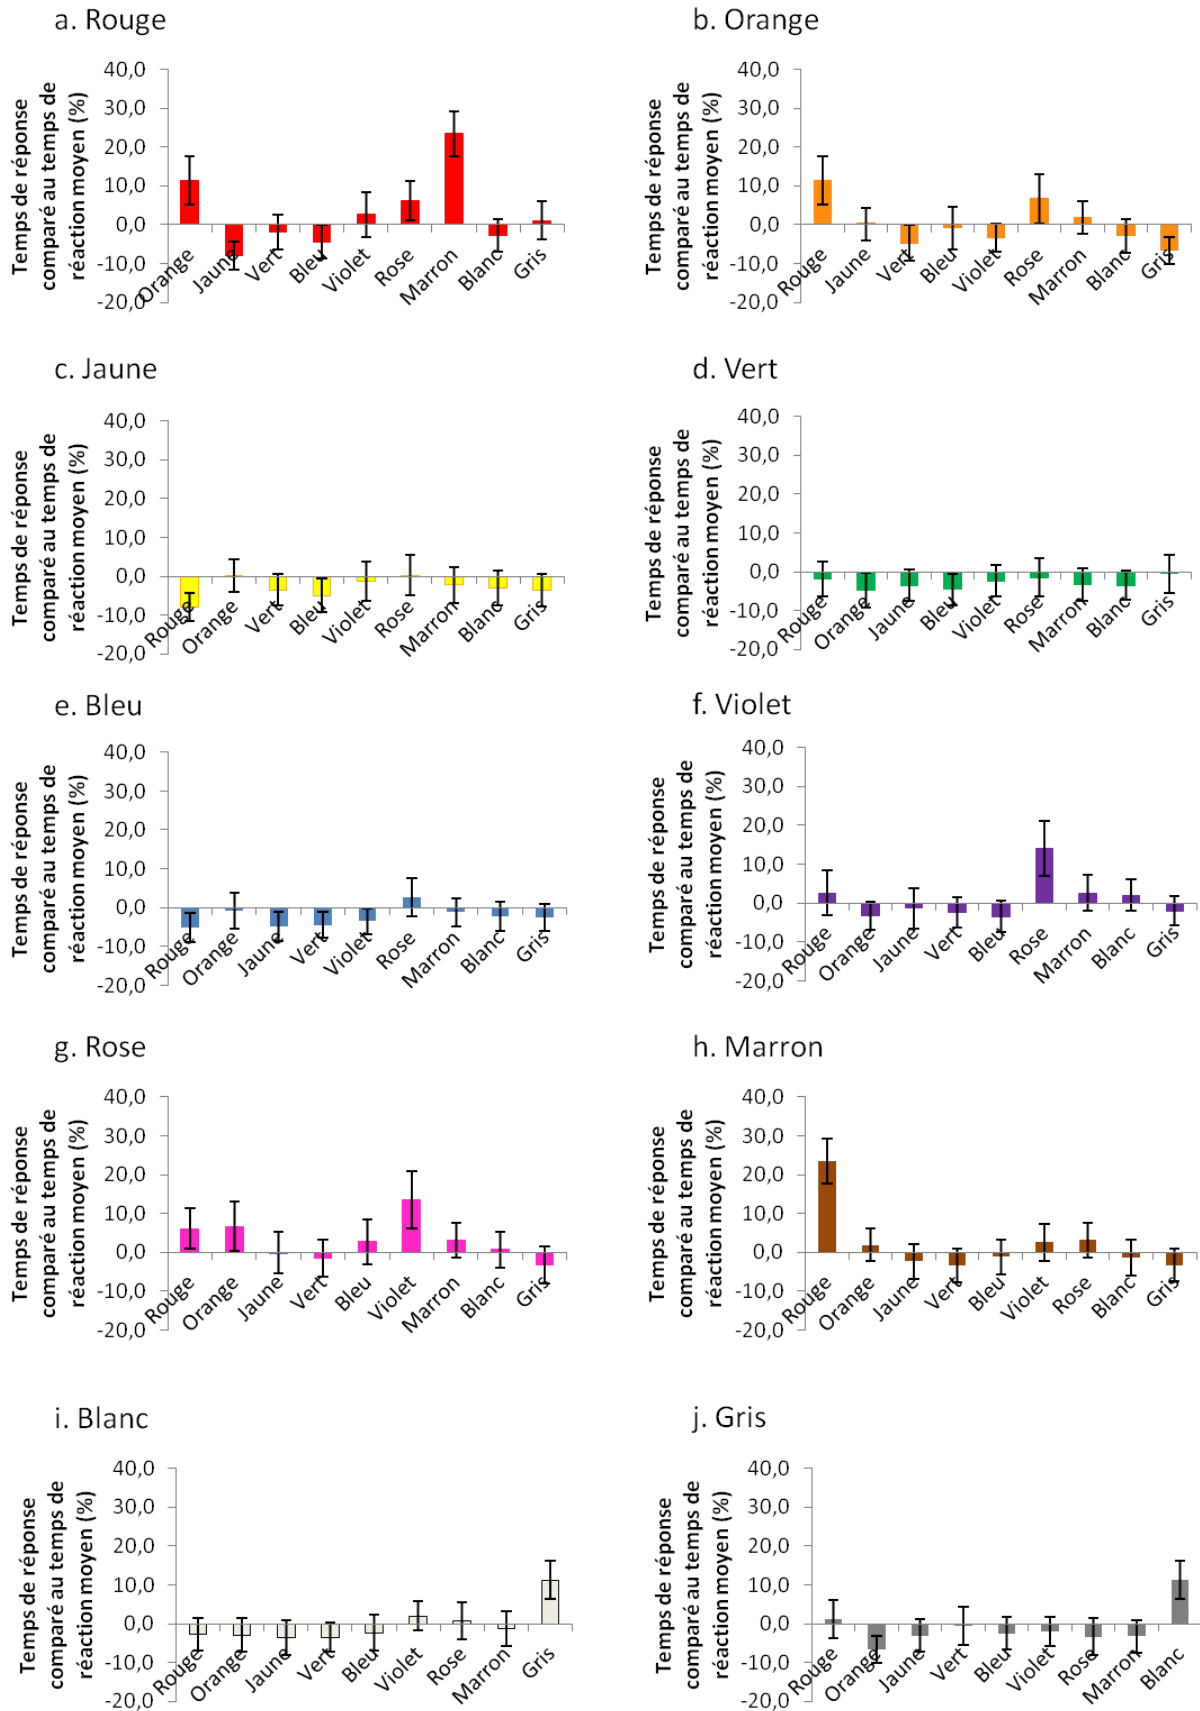 a. Rouge
Temps de réponse
comparé au temps de
réaction moyen (%)
40,0
30,0
20,0
10,0
0,0
-10,0
-20,0
Orange
Jaune
Vert
Bleu
Violet
Rose
Marron
Blanc
Gris
b. Orange
Temps de réponse
comparé au temps de
réaction moyen (%)
40,0
30,0
20,0
10,0
0,0
-10,0
-20,0
Rouge
Jaune
Vert
Bleu
Violet
Rose
Marron
Blanc
Gris
c. Jaune
Temps de réponse
comparé au temps de
réaction moyen (%)
40,0
30,0
20,0
10,0
0,0
-10,0
-20,0
Rouge
Orange
Vert
Bleu
Violet
Rose
Marron
Blanc
Gris
d. Vert
Temps de réponse
comparé au temps de
réaction moyen (%)
40,0
30,0
20,0
10,0
0,0
-10,0
-20,0
Rouge
Orange
Jaune
Bleu
Violet
Rose
Marron
Blanc
Gris
e. Bleu
Temps de réponse
comparé au temps de
réaction moyen (%)
40,0
30,0
20,0
10,0
0,0
-10,0
-20,0
Rouge
Orange
Jaune
Vert
Violet
Rose
Marron
Blanc
Gris
f. Violet
Temps de réponse
comparé au temps de
réaction moyen (%)
40,0
30,0
20,0
10,0
0,0
-10,0
-20,0
Rouge
Orange
Jaune
Vert
Bleu
Rose
Marron
Blanc
Gris
g. Rose
Temps de réponse
comparé au temps de
réaction moyen (%)
40,0
30,0
20,0
10,0
0,0
-10,0
-20,0
Rouge
Orange
Jaune
Vert
Bleu
Violet
Marron
Blanc
Gris
h. Marron
Temps de réponse
comparé au temps de
réaction moyen (%)
40,0
30,0
20,0
10,0
0,0
-10,0
-20,0
Rouge
Orange
Jaune
Vert
Bleu
Violet
Rose
Blanc
Gris
i. Blanc
Temps de réponse
comparé au temps de
réaction moyen (%)
40,0
30,0
20,0
10,0
0,0
-10,0
-20,0
Rouge
Orange
Jaune
Vert
Bleu
Violet
Rose
Marron
Gris
j. Gris
Temps de réponse
comparé au temps de
réaction moyen (%)
40,0
30,0
20,0
10,0
0,0
-10,0
-20,0
Rouge
Orange
Jaune
Vert
Bleu
Violet
Rose
Marron
Blanc